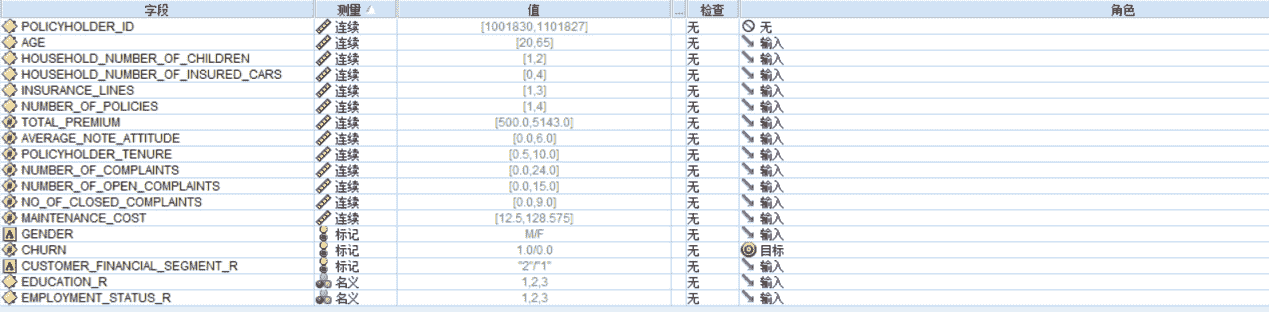 字段 测量 值 ... 检查 角色
POLICYHOLDER_ID 连续 [1001830,1101827] 无 无
AGE 连续 [20,65] 无 输入
HOUSEHOLD_NUMBER_OF_CHILDREN 连续 [1,2] 无 输入
HOUSEHOLD_NUMBER_OF_INSURED_CARS 连续 [0,4] 无 输入
INSURANCE_LINES 连续 [1,3] 无 输入
NUMBER_OF_POLICIES 连续 [1,4] 无 输入
TOTAL_PREMIUM 连续 [500.0,5143.0] 无 输入
AVERAGE_NOTE_ATTITUDE 连续 [0.0,6.0] 无 输入
POLICYHOLDER_TENURE 连续 [0.5,10.0] 无 输入
NUMBER_OF_COMPLAINTS 连续 [0.0,24.0] 无 输入
NUMBER_OF_OPEN_COMPLAINTS 连续 [0.0,15.0] 无 输入
NO_OF_CLOSED_COMPLAINTS 连续 [0.0,9.0] 无 输入
MAINTENANCE_COST 连续 [12.5,128.575] 无 输入
GENDER 标记 M/F 无 输入
CHURN 标记 1.0/0.0 无 目标
CUSTOMER_FINANCIAL_SEGMENT_R 标记 "2"/"1" 无 输入
EDUCATION_R 名义 1,2,3 无 输入
EMPLOYMENT_STATUS_R 名义 1,2,3 无 输入